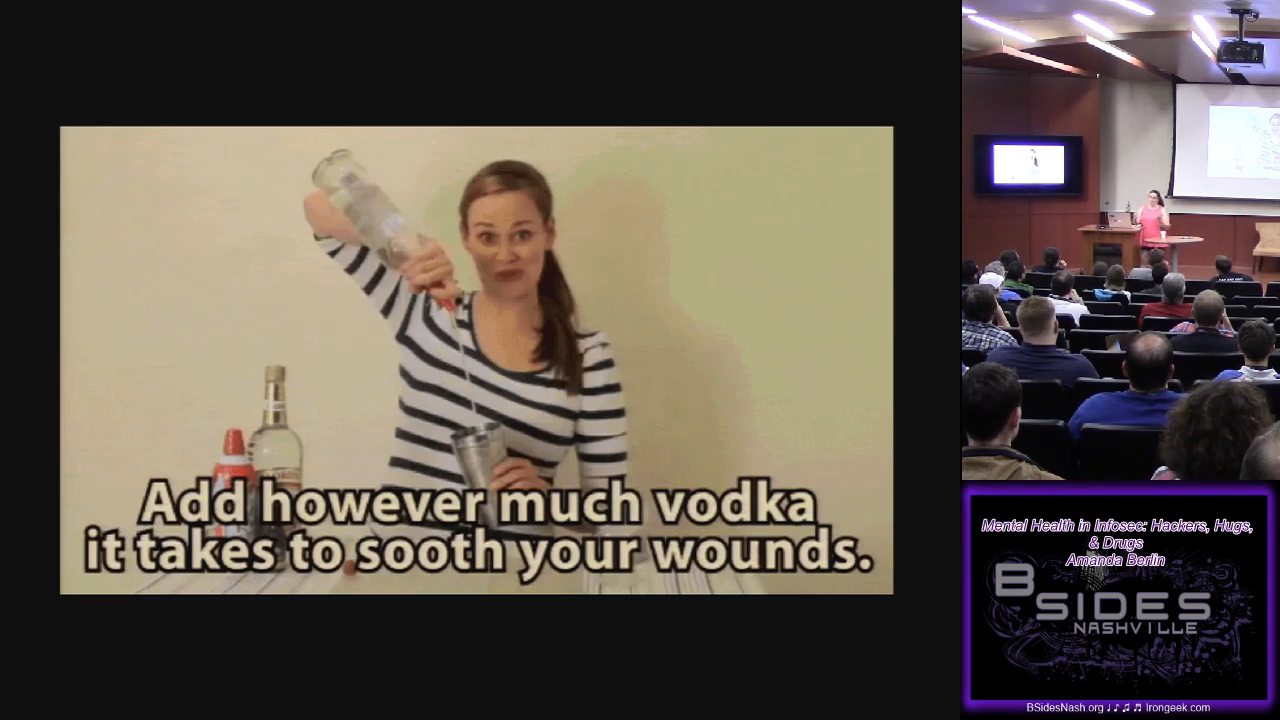 Add however much vodka
it takes to sooth your wounds.
Mental Health in Infosec: Hackers, Hugs,
& Drugs
Amanda Berlin
BSIDES
NASHVILLE
BSidesNash.org ♩ ♪ ♫ ♬ Irongeek.com